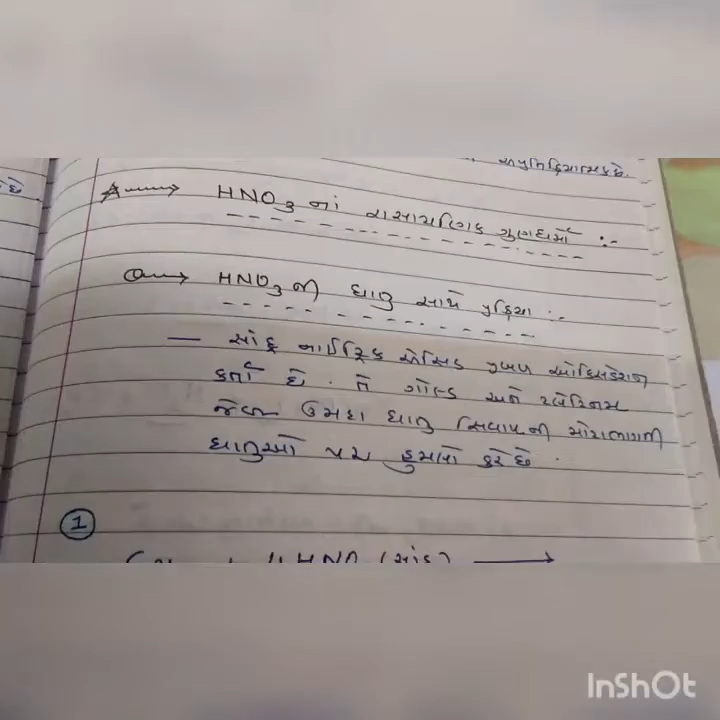 છે
A → HNO3 નાં રાસાયણિક ગુણધર્મો :-
→ HNO3 ની ધાતુ સાથે પ્રક્રિયા :-
— સાંદ્ર નાઈટ્રિક એસિડ પ્રબળ ઓક્સિડેશન
કર્તા છે. તે ગોલ્ડ અને પ્લેટિનમ
જેવી ઉમદા ધાતુ સિવાયની મોટાભાગની
ધાતુઓ પર હુમલો કરે છે.
1
HNO (સાંદ્ર) →
InShOt